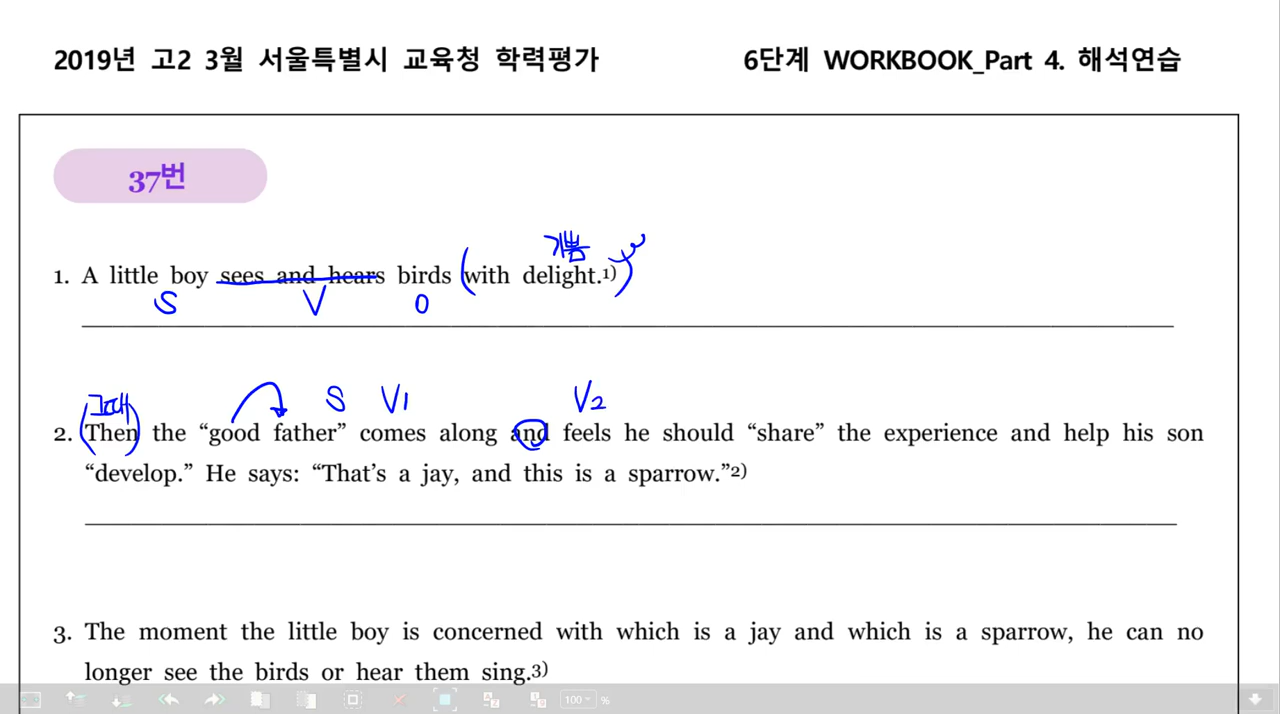 2019년 고2 3월 서울특별시 교육청 학력평가 6단계 WORKBOOK_Part 4. 해석연습
37번
기쁨
1. A little boy sees and hears birds (with delight.1))
S V O
그때 S V1 V2
2. (Then) the “good father” comes along and feels he should “share” the experience and help his son
“develop.” He says: “That’s a jay, and this is a sparrow.”2)
3. The moment the little boy is concerned with which is a jay and which is a sparrow, he can no
longer see the birds or hear them sing.3)
100 %